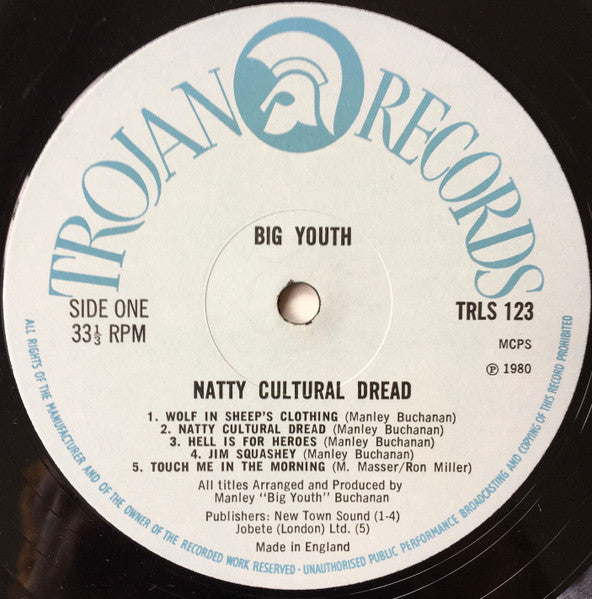 TROJAN RECORDS
BIG YOUTH
SIDE ONE
33⅓ RPM
TRLS 123
MCPS
℗ 1980
NATTY CULTURAL DREAD
1. WOLF IN SHEEP'S CLOTHING (Manley Buchanan)
2. NATTY CULTURAL DREAD (Manley Buchanan)
3. HELL IS FOR HEROES (Manley Buchanan)
4. JIM SQUASHEY (Manley Buchanan)
5. TOUCH ME IN THE MORNING (M. Masser/Ron Miller)
All titles Arranged and Produced by
Manley "Big Youth" Buchanan
Publishers: New Town Sound (1-4)
Jobete (London) Ltd. (5)
Made in England
ALL RIGHTS OF THE MANUFACTURER AND OF THE OWNER OF THE RECORDED WORK RESERVED - UNAUTHORISED PUBLIC PERFORMANCE BROADCASTING AND COPYING OF THIS RECORD PROHIBITED